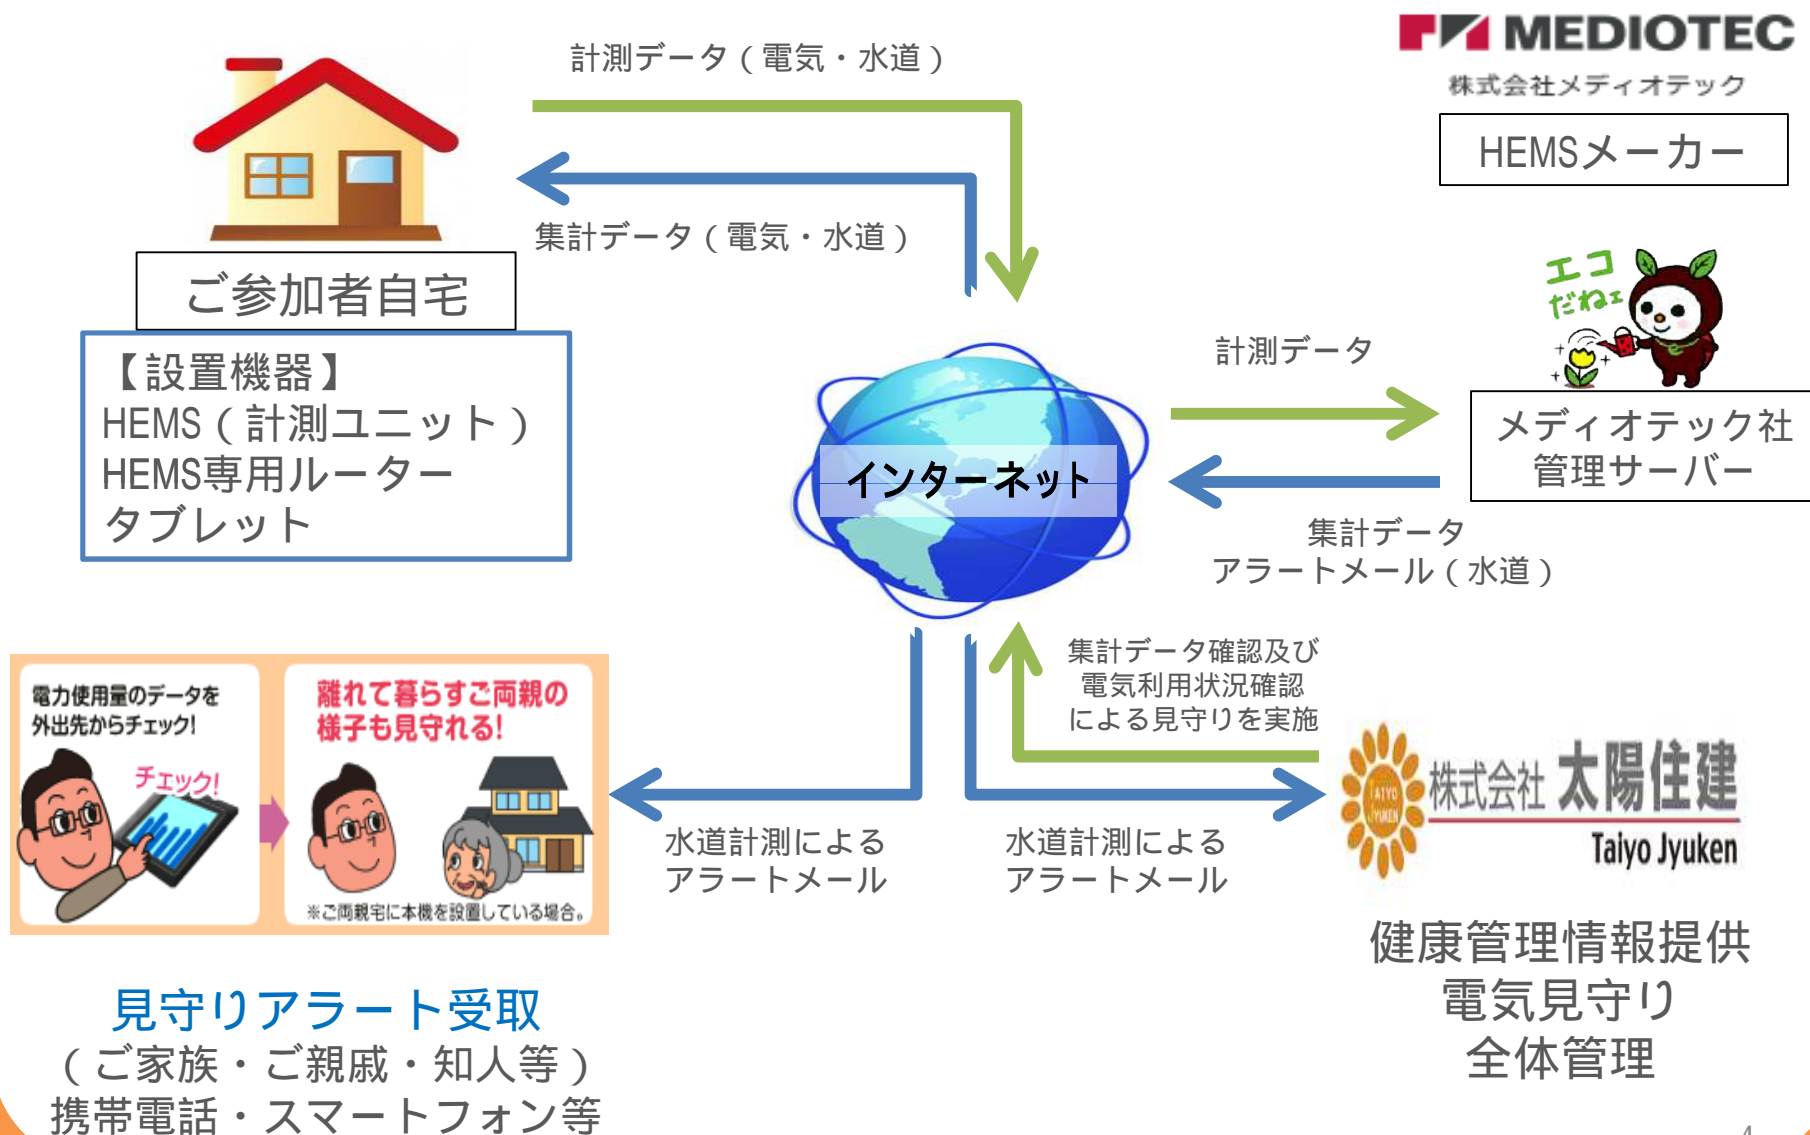 計測データ（電気・水道）
MEDIOTEC
株式会社メディオテック
HEMSメーカー
集計データ（電気・水道）
エコ
だねェ
ご参加者自宅
【設置機器】
HEMS（計測ユニット）
HEMS専用ルーター
タブレット
計測データ
インターネット
メディオテック社
管理サーバー
集計データ
アラートメール（水道）
電力使用量のデータを
外出先からチェック!
チェック!
離れて暮らすご両親の
様子も見守れる!
※ご両親宅に本機を設置している場合。
集計データ確認及び
電気利用状況確認
による見守りを実施
TAIYO
JYUKEN
株式会社 太陽住建
Taiyo Jyuken
水道計測による
アラートメール
水道計測による
アラートメール
健康管理情報提供
電気見守り
全体管理
見守りアラート受取
（ご家族・ご親戚・知人等）
携帯電話・スマートフォン等
4